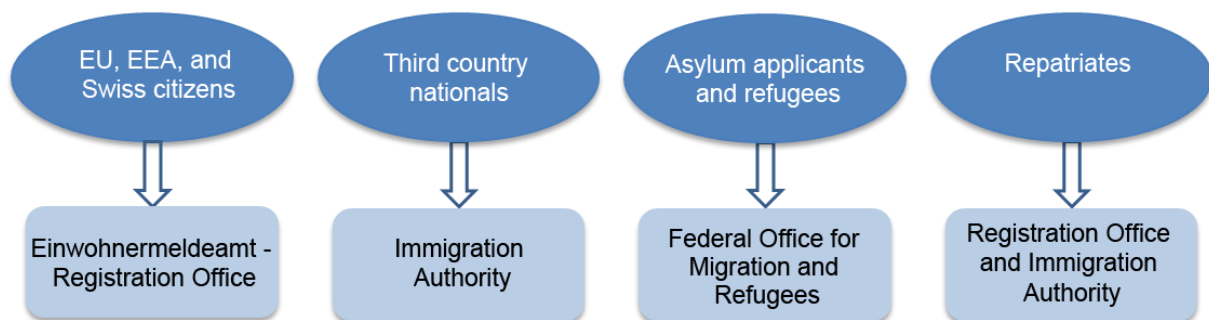 EU, EEA, and
Swiss citizens
Third country
nationals
Asylum applicants
and refugees
Repatriates
Einwohnermeldeamt -
Registration Office
Immigration
Authority
Federal Office for
Migration and
Refugees
Registration Office
and Immigration
Authority